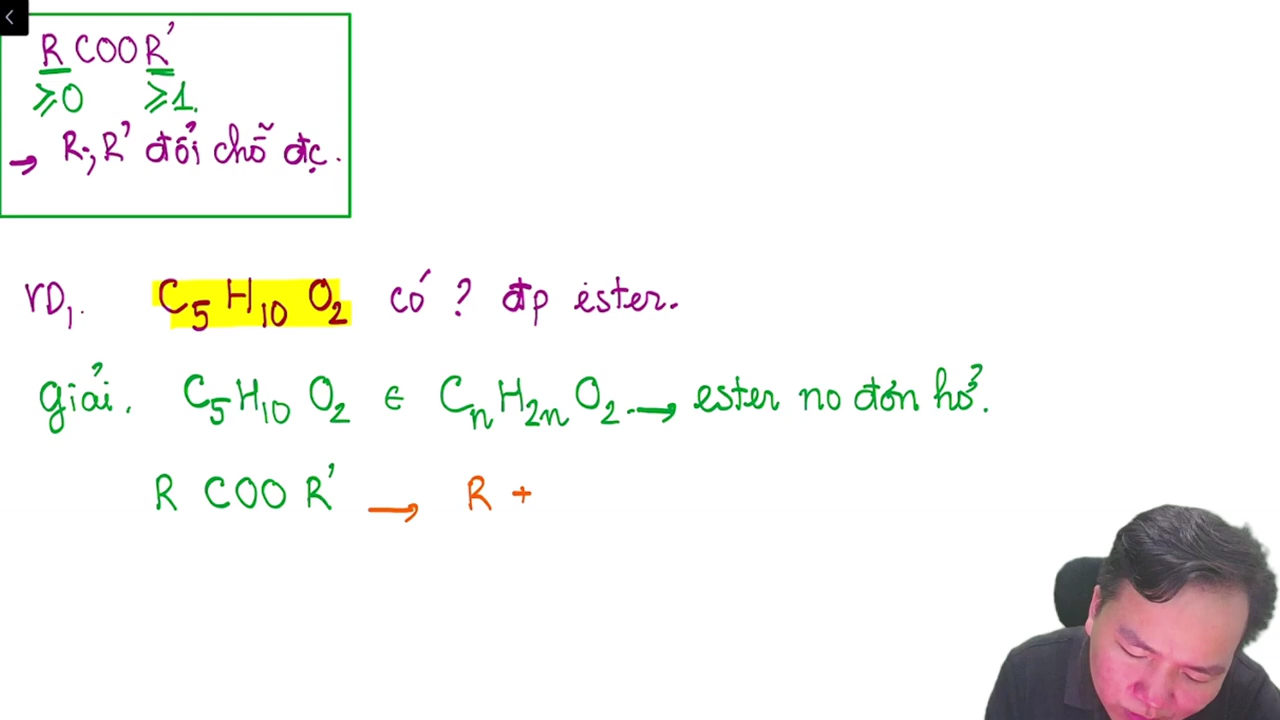 R COO R'
≥0 ≥1.
→ R, R' đổi chỗ đc.
VD₁. C₅H₁₀O₂ có ? đp ester.
giải. C₅H₁₀O₂ ∈ CₙH₂ₙO₂ → ester no đơn hở.
R COO R' → R +